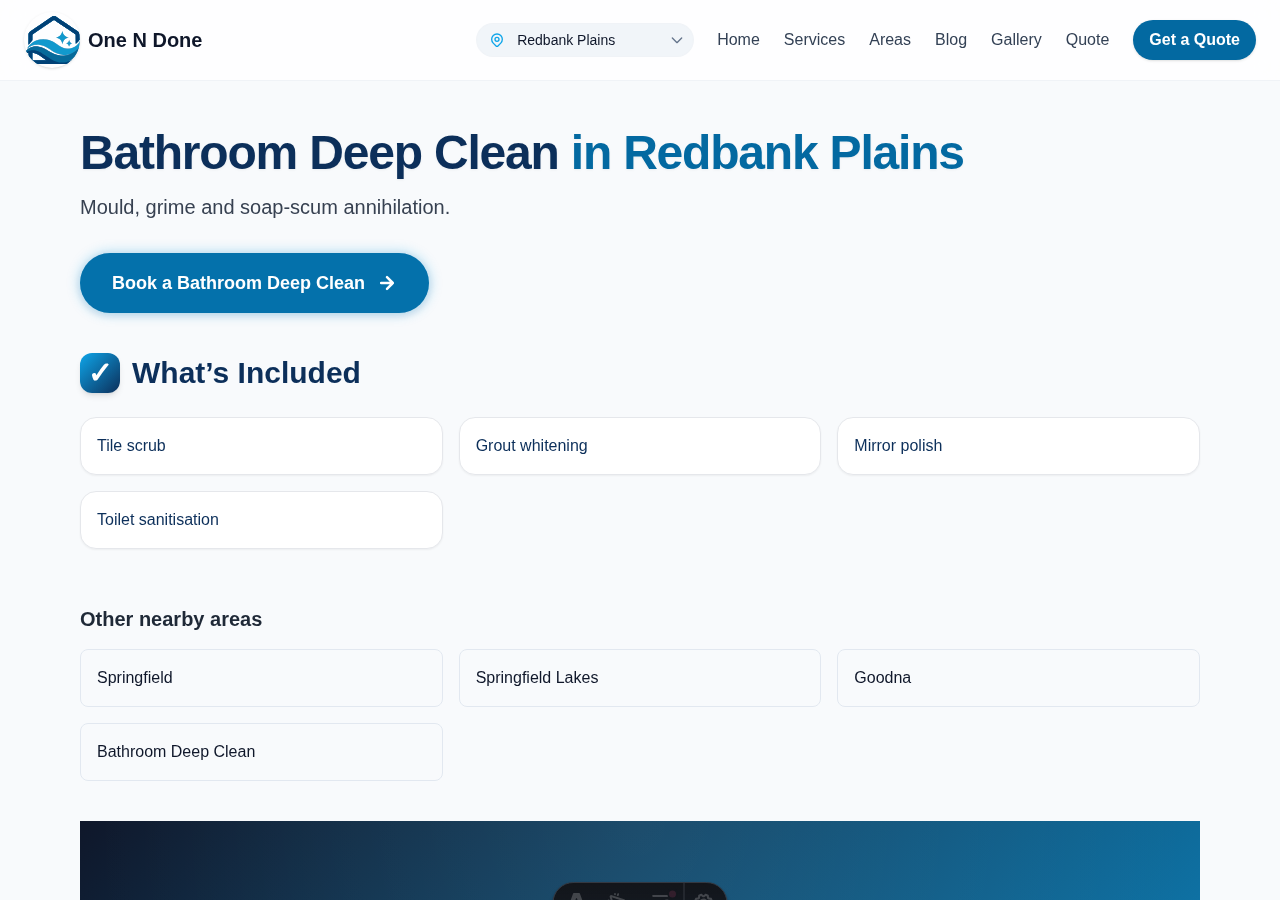 One N Done
Redbank Plains
Home
Services
Areas
Blog
Gallery
Quote
Get a Quote
Bathroom Deep Clean in Redbank Plains
Mould, grime and soap-scum annihilation.
Book a Bathroom Deep Clean
✓ What’s Included
Tile scrub
Grout whitening
Mirror polish
Toilet sanitisation
Other nearby areas
Springfield
Springfield Lakes
Goodna
Bathroom Deep Clean